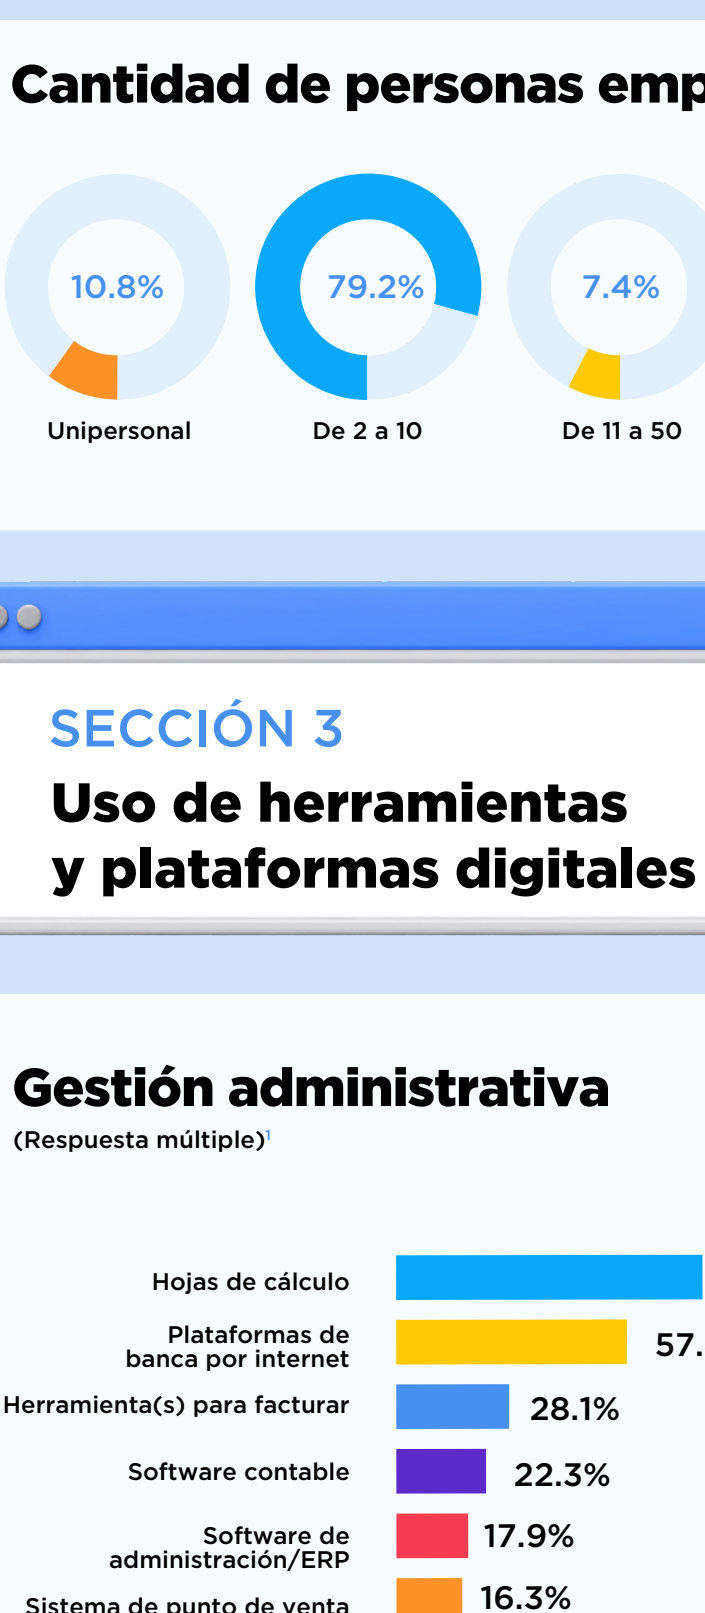 Cantidad de personas emp
10.8%
79.2%
7.4%
Unipersonal
De 2 a 10
De 11 a 50
SECCIÓN 3
Uso de herramientas
y plataformas digitales
Gestión administrativa
(Respuesta múltiple)¹
Hojas de cálculo
Plataformas de
banca por internet
57.
Herramienta(s) para facturar
28.1%
Software contable
22.3%
Software de
administración/ERP
17.9%
Sistema de punto de venta
16.3%